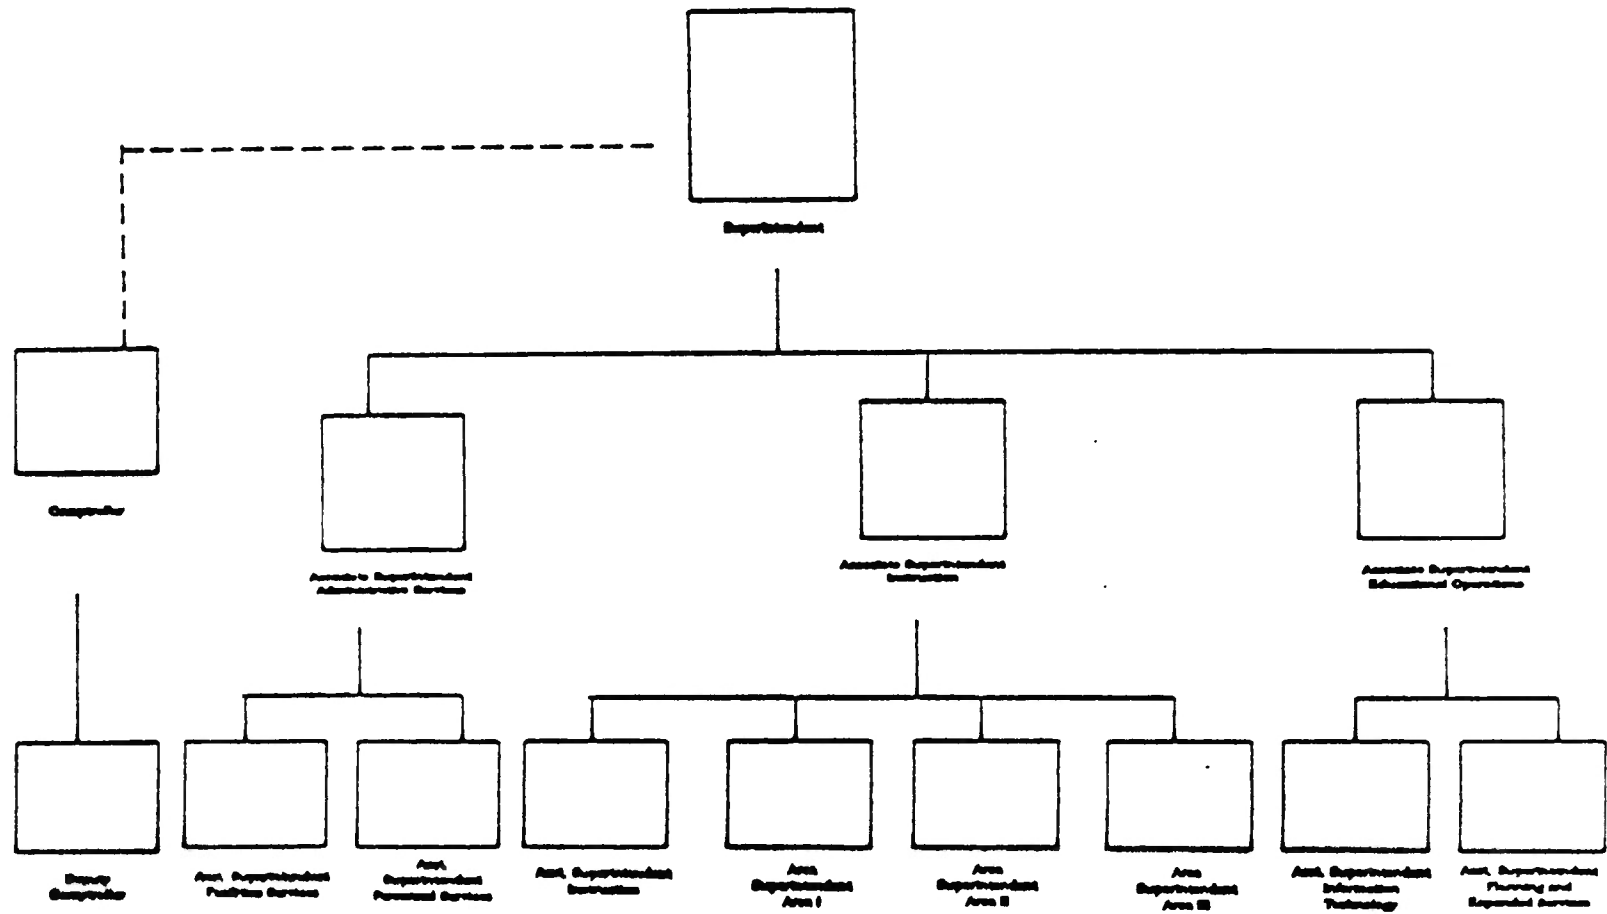 Superintendent
Comptroller
Associate Superintendent
Administrative Services
Associate Superintendent
Instruction
Associate Superintendent
Educational Operations
Deputy
Comptroller
Asst. Superintendent
Facilities Services
Asst.
Superintendent
Personnel Services
Asst. Superintendent
Instruction
Area
Superintendent
Area I
Area
Superintendent
Area II
Area
Superintendent
Area III
Asst. Superintendent
Information
Technology
Asst. Superintendent
Planning and
Expanded Services